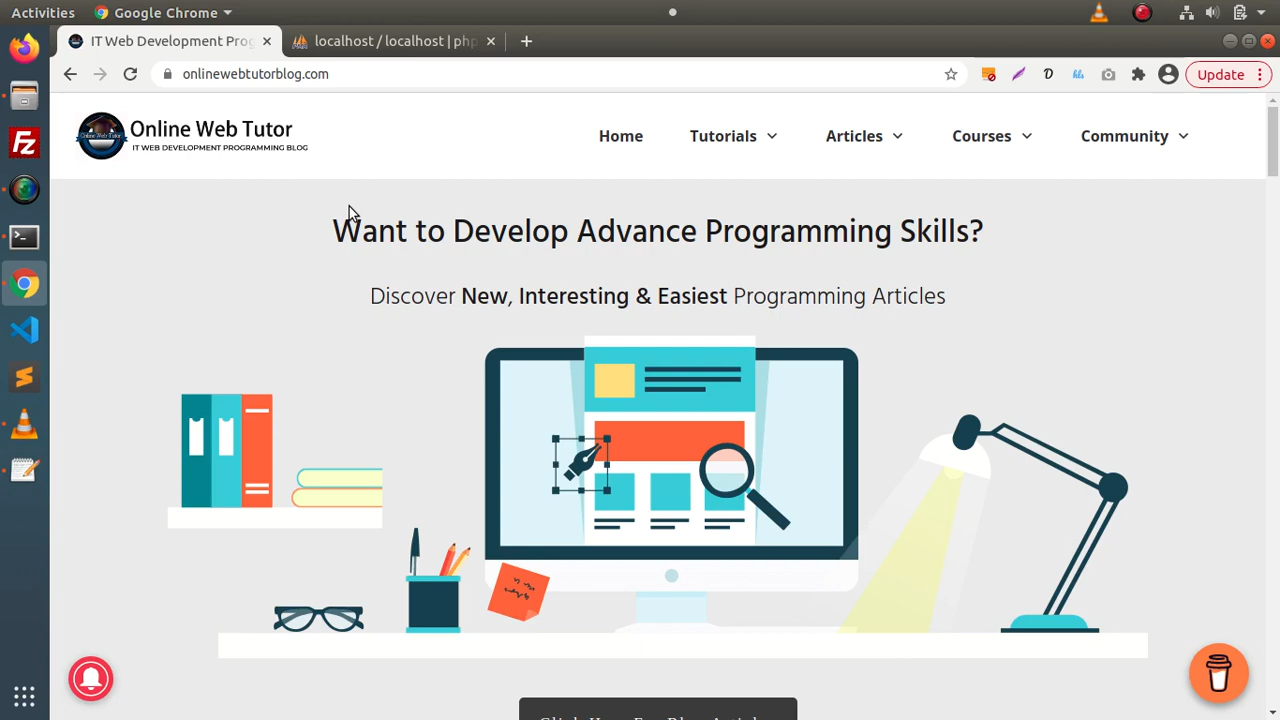 Activities
Google Chrome
IT Web Development Prog
localhost / localhost | php
onlinewebtutorblog.com
Update
Online Web Tutor
IT WEB DEVELOPMENT PROGRAMMING BLOG
Home
Tutorials
Articles
Courses
Community
Want to Develop Advance Programming Skills?
Discover New, Interesting & Easiest Programming Articles